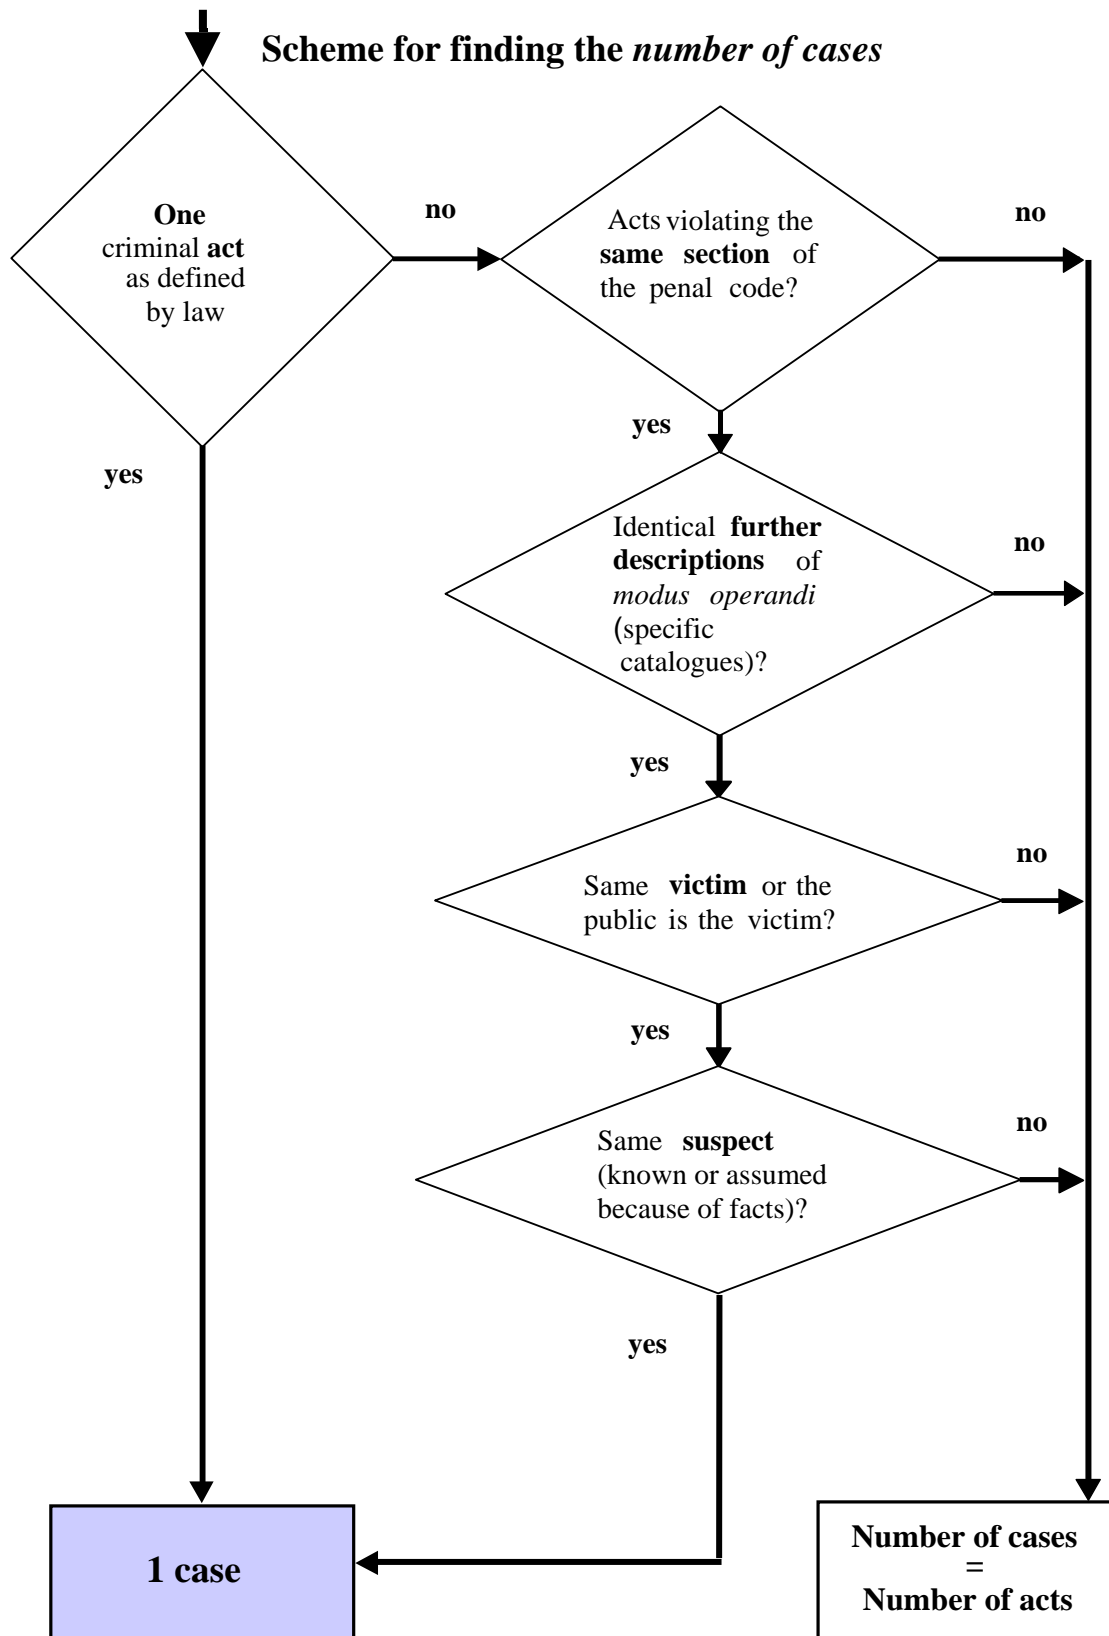 Scheme for finding the number of cases
One
criminal act
as defined
by law
no
Acts violating the
same section of
the penal code?
no
yes
yes
Identical further
descriptions of
modus operandi
(specific
catalogues)?
no
yes
Same victim or the
public is the victim?
no
yes
Same suspect
(known or assumed
because of facts)?
no
yes
1 case
Number of cases
=
Number of acts